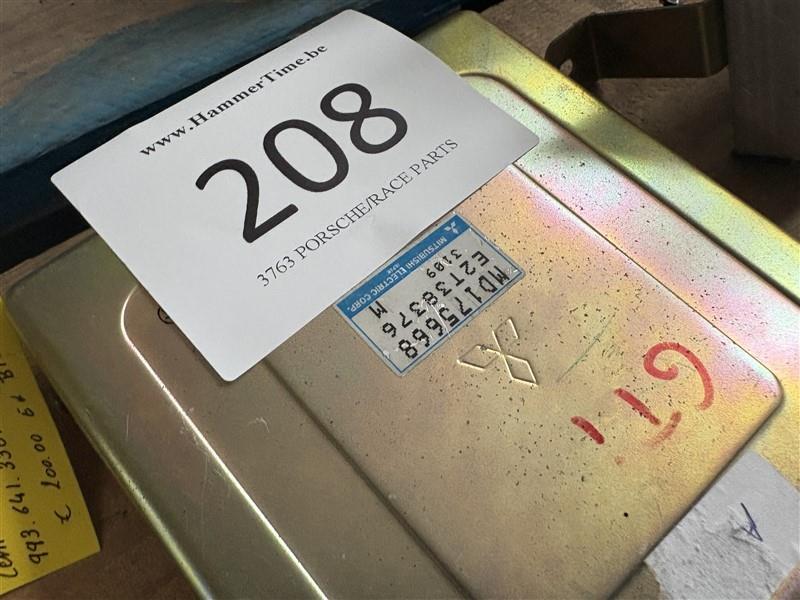 www.HammerTime.be
208
3763 PORSCHE/RACE PARTS
MITSUBISHI ELECTRIC CORP.
MD175668
E2T38376
3109 M
GTi
A
993.641.330
€ 200.00